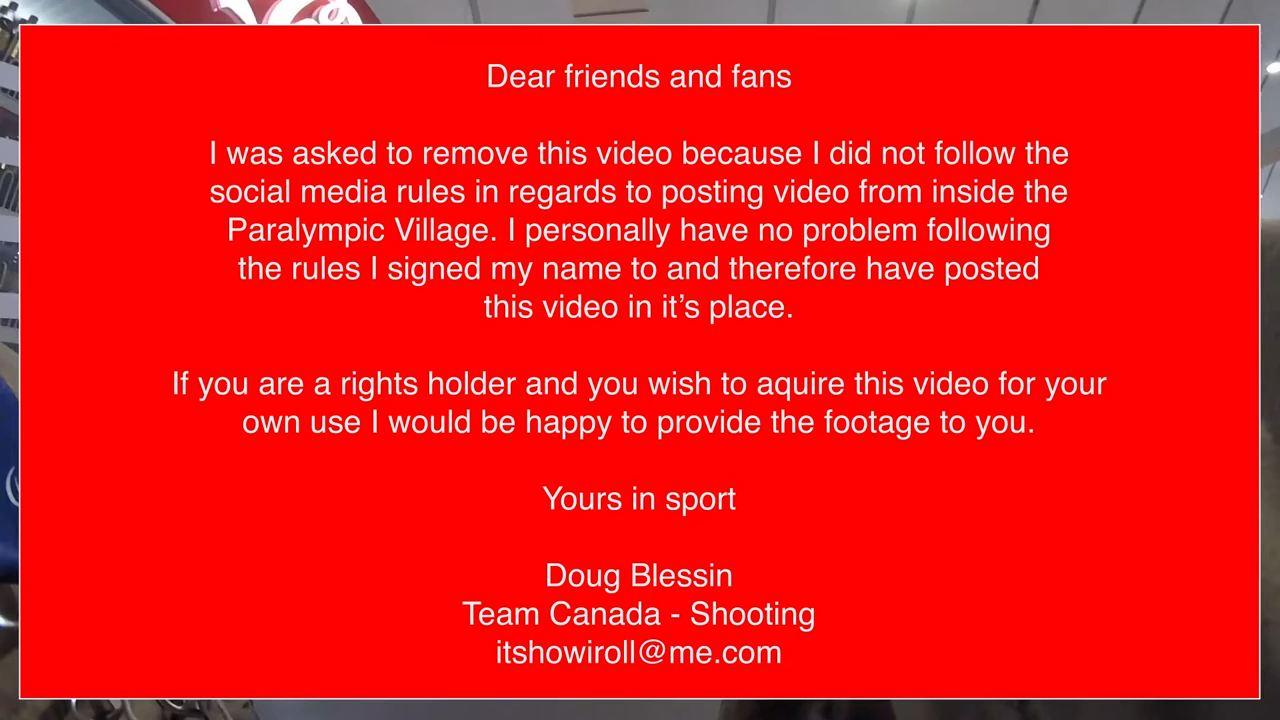 Dear friends and fans
I was asked to remove this video because I did not follow the
social media rules in regards to posting video from inside the
Paralympic Village. I personally have no problem following
the rules I signed my name to and therefore have posted
this video in it’s place.
If you are a rights holder and you wish to aquire this video for your
own use I would be happy to provide the footage to you.
Yours in sport
Doug Blessin
Team Canada - Shooting
itshowiroll@me.com